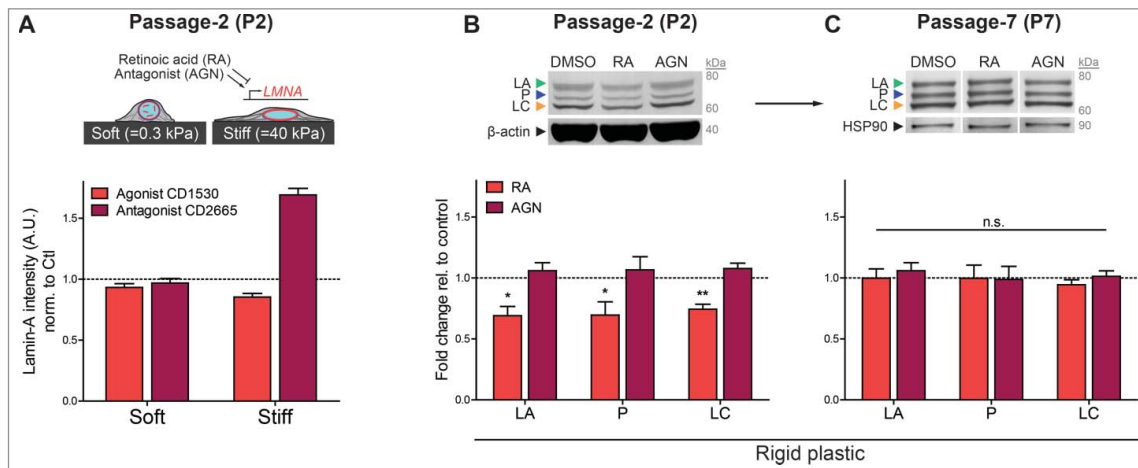 A Passage-2 (P2)
Retinoic acid (RA)
Antagonist (AGN)
LMNA
Soft (=0.3 kPa) Stiff (=40 kPa)
Lamin-A intensity (A.U.)
norm. to Ctl
Agonist CD1530
Antagonist CD2665
1.5
1.0
0.5
0.0
Soft Stiff
B Passage-2 (P2)
DMSO RA AGN kDa
LA 80
P
LC 60
β-actin 40
Fold change rel. to control
RA
AGN
1.5
1.0
0.5
0.0
* * **
LA P LC
C Passage-7 (P7)
DMSO RA AGN kDa
LA 80
P
LC 60
HSP90 90
n.s.
1.5
1.0
0.5
0.0
LA P LC
Rigid plastic